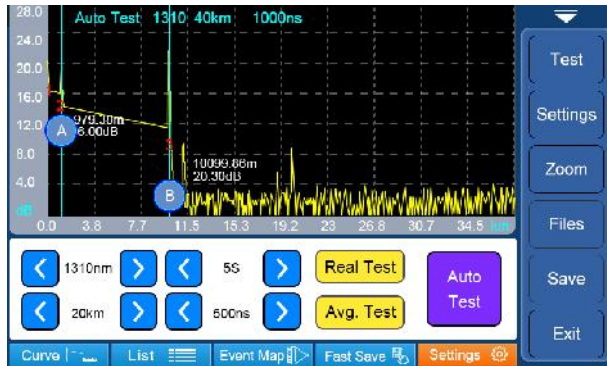 28.0 Auto Test 1310 40km 1000ns
24.0
20.0
16.0
12.0
8.0
4.0
dB
A
979.30m
6.00dB
B
10099.86m
20.30dB
0.0 3.8 7.7 11.5 15.3 19.2 23 26.8 30.7 34.5 km
1310nm 5S Real Test
20km 500ns Avg. Test
Auto
Test
Curve List Event Map Fast Save Settings
Test
Settings
Zoom
Files
Save
Exit